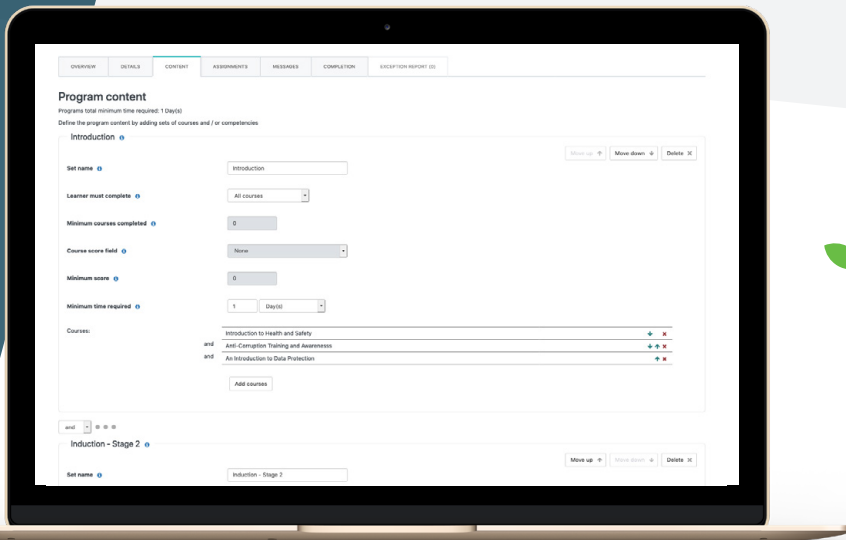 OVERVIEW DETAILS CONTENT ASSIGNMENTS MESSAGES COMPLETION EXCEPTION REPORT (0)
Program content
Programs total minimum time required: 1 Day(s)
Define the program content by adding sets of courses and / or competencies
Introduction
Move up Move down Delete
Set name Introduction
Learner must complete All courses
Minimum courses completed 0
Course score field None
Minimum score 0
Minimum time required 1 Day(s)
Courses: Introduction to Health and Safety
and Anti-Corruption Training and Awarenesss
and An Introduction to Data Protection
Add courses
and
Induction - Stage 2
Move up Move down Delete
Set name Induction - Stage 2